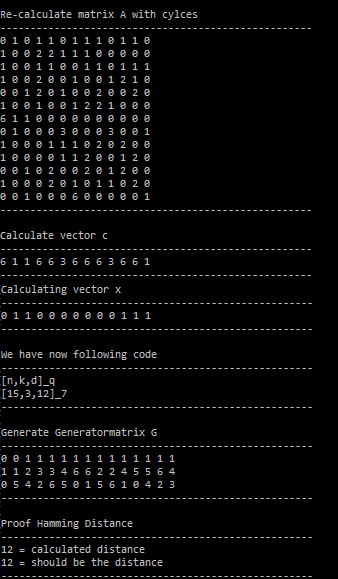 Re-calculate matrix A with cylces
----------------------------------------------------
0 1 0 1 1 0 1 1 1 0 1 1 0
1 0 0 2 2 1 1 1 0 0 0 0 0
1 0 0 1 1 0 0 1 1 0 1 1 1
1 0 0 2 0 0 1 0 0 1 2 1 0
0 0 1 2 0 1 0 0 2 0 0 2 0
1 0 0 1 0 0 1 2 2 1 0 0 0
6 1 1 0 0 0 0 0 0 0 0 0 0
0 1 0 0 0 3 0 0 0 3 0 0 1
1 0 0 0 1 1 1 0 2 0 2 0 0
1 0 0 0 0 1 1 2 0 0 1 2 0
0 0 1 0 2 0 0 2 0 1 2 0 0
1 0 0 0 2 0 1 0 1 1 0 2 0
0 0 1 0 0 0 6 0 0 0 0 0 1
----------------------------------------------------
Calculate vector c
----------------------------------------------------
6 1 1 6 6 3 6 6 6 3 6 6 1
----------------------------------------------------
Calculating vector x
----------------------------------------------------
0 1 1 0 0 0 0 0 0 0 1 1 1
----------------------------------------------------
We have now following code
----------------------------------------------------
[n,k,d]_q
[15,3,12]_7
----------------------------------------------------
Generate Generatormatrix G
----------------------------------------------------
0 0 1 1 1 1 1 1 1 1 1 1 1 1 1
1 1 2 3 3 4 6 6 2 2 4 5 5 6 4
0 5 4 2 6 5 0 1 5 6 1 0 4 2 3
----------------------------------------------------
Proof Hamming Distance
----------------------------------------------------
12 = calculated distance
12 = should be the distance
----------------------------------------------------